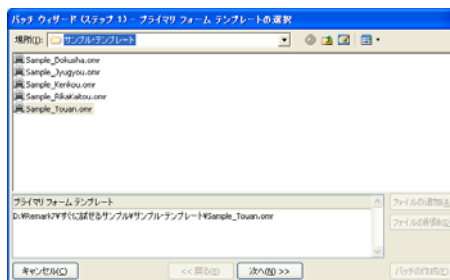 バッチ ウィザード (ステップ 1) - プライマリ フォーム テンプレートの選択
場所(D): サンプル・テンプレート
Sample_Dokusha.omr
Sample_Jyugyou.omr
Sample_Kenkou.omr
Sample_RikaKaitou.omr
Sample_Touan.omr
プライマリ フォーム テンプレート
D:¥Remark7¥すぐに試せるサンプル¥サンプル・テンプレート¥Sample_Touan.omr
ファイルの追加(A)
ファイルの削除(D)
キャンセル(C) << 戻る(B) 次へ(N) >> バッチの作成(C)